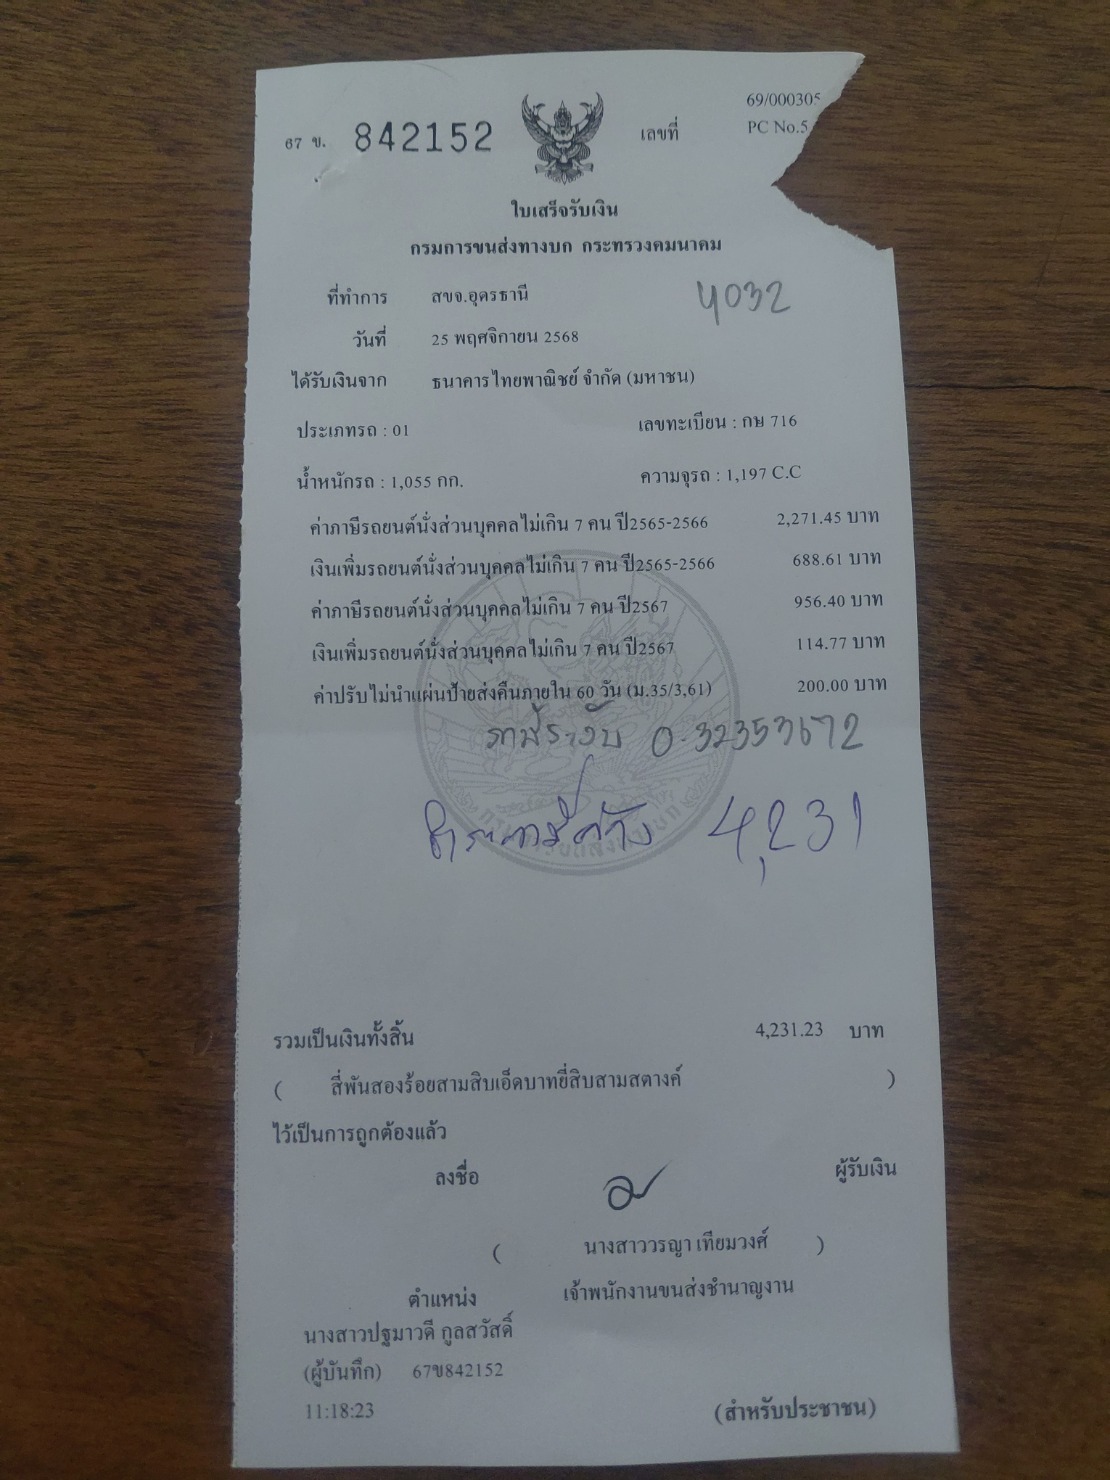 67 ข. 842152
เลขที่
69/000305
PC No.5
ใบเสร็จรับเงิน
กรมการขนส่งทางบก กระทรวงคมนาคม
ที่ทำการ สขจ.อุดรธานี
4032
วันที่ 25 พฤศจิกายน 2568
ได้รับเงินจาก ธนาคารไทยพาณิชย์ จำกัด (มหาชน)
ประเภทรถ : 01 เลขทะเบียน : กษ 716
น้ำหนักรถ : 1,055 กก. ความจุรถ : 1,197 C.C
ค่าภาษีรถยนต์นั่งส่วนบุคคลไม่เกิน 7 คน ปี2565-2566 2,271.45 บาท
เงินเพิ่มรถยนต์นั่งส่วนบุคคลไม่เกิน 7 คน ปี2565-2566 688.61 บาท
ค่าภาษีรถยนต์นั่งส่วนบุคคลไม่เกิน 7 คน ปี2567 956.40 บาท
เงินเพิ่มรถยนต์นั่งส่วนบุคคลไม่เกิน 7 คน ปี2567 114.77 บาท
ค่าปรับไม่นำแผ่นป้ายส่งคืนภายใน 60 วัน (ม.35/3,61) 200.00 บาท
0-32353672
4,231
รวมเป็นเงินทั้งสิ้น 4,231.23 บาท
( สี่พันสองร้อยสามสิบเอ็ดบาทยี่สิบสามสตางค์ )
ไว้เป็นการถูกต้องแล้ว
ลงชื่อ ผู้รับเงิน
( นางสาววรญา เทียมวงศ์ )
ตำแหน่ง เจ้าพนักงานขนส่งชำนาญงาน
นางสาวปฐมาวดี กูลสวัสดิ์
(ผู้บันทึก) 67ข842152
11:18:23
(สำหรับประชาชน)